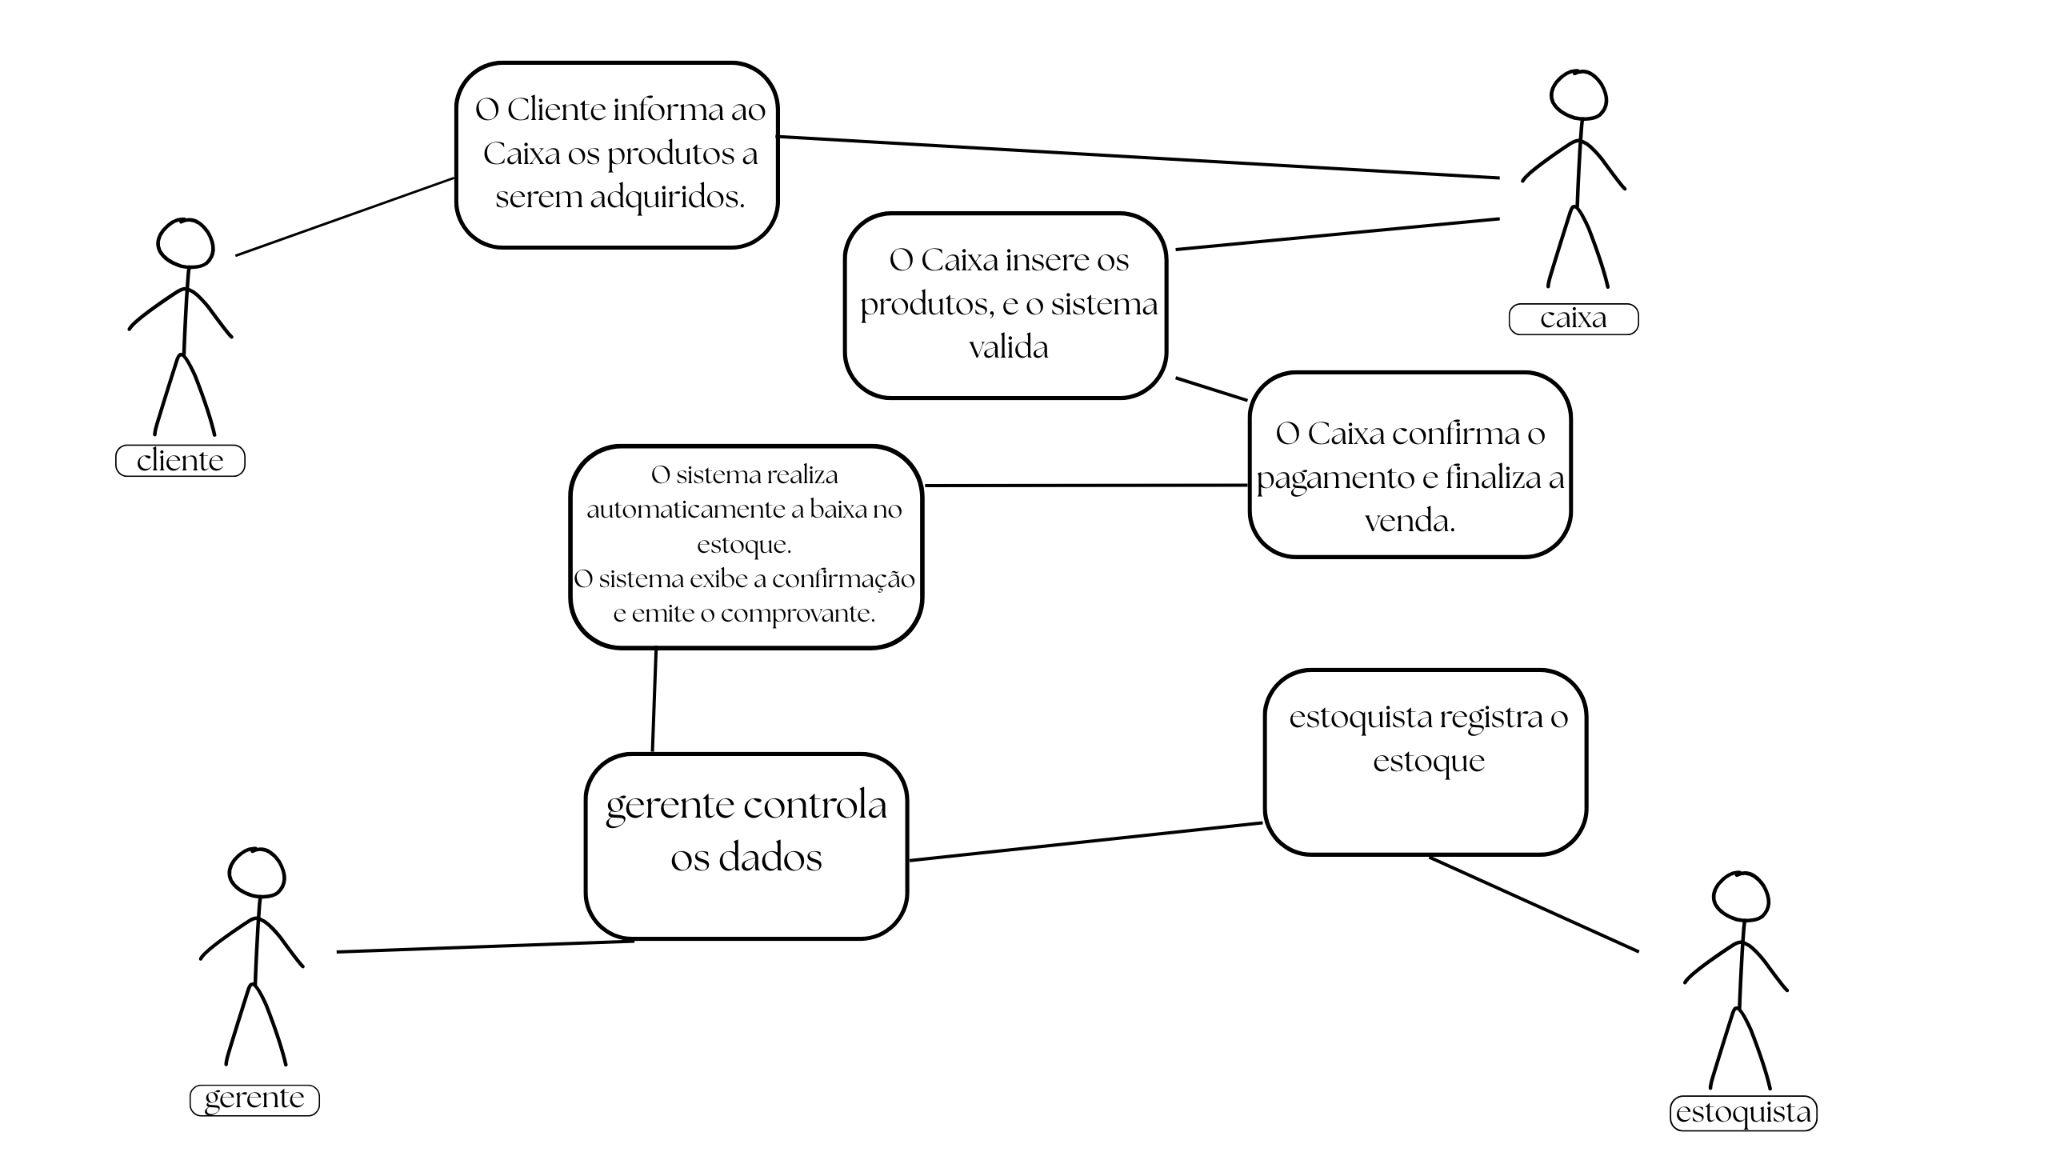 O Cliente informa ao
Caixa os produtos a
serem adquiridos.
O Caixa insere os
produtos, e o sistema
valida
caixa
O Caixa confirma o
pagamento e finaliza a
venda.
cliente
O sistema realiza
automaticamente a baixa no
estoque.
O sistema exibe a confirmação
e emite o comprovante.
estoquista registra o
estoque
gerente controla
os dados
gerente
estoquista